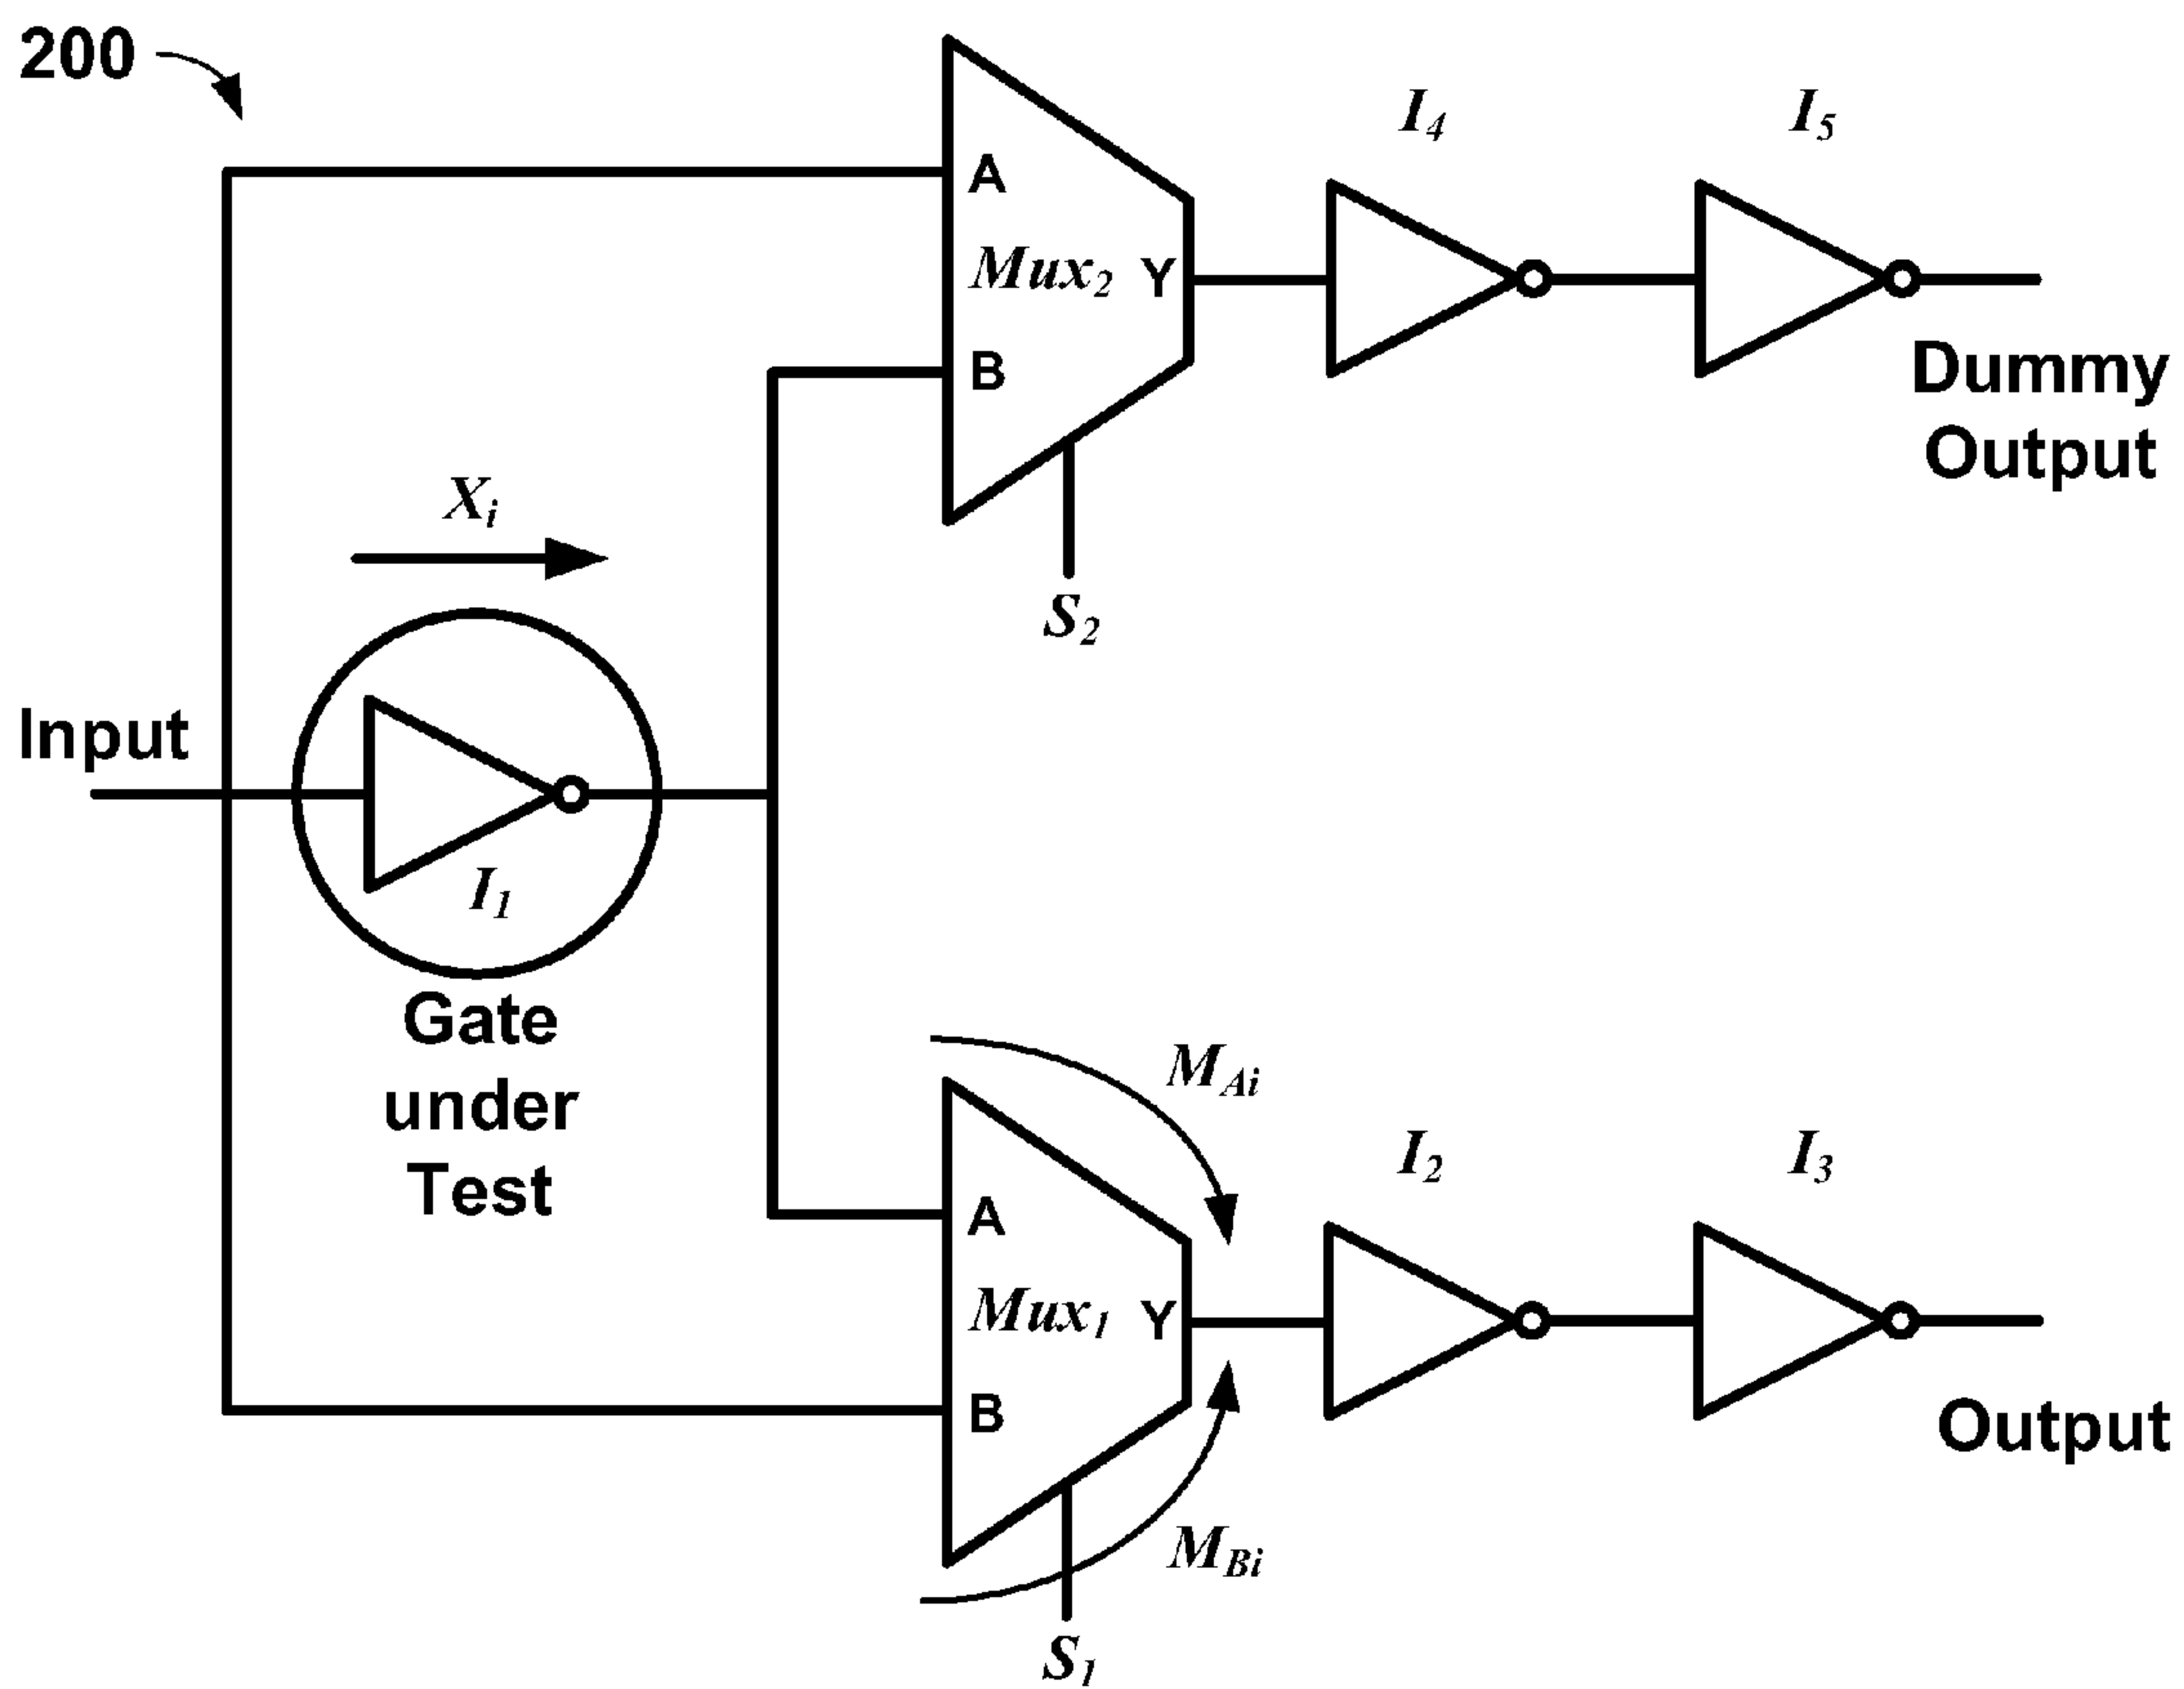 200
I4
I5
A
Mux2
Y
B
Dummy
Output
Xi
S2
Input
I1
Gate
under
Test
MAi
I2
I3
A
Mux1
Y
B
Output
MBi
S1